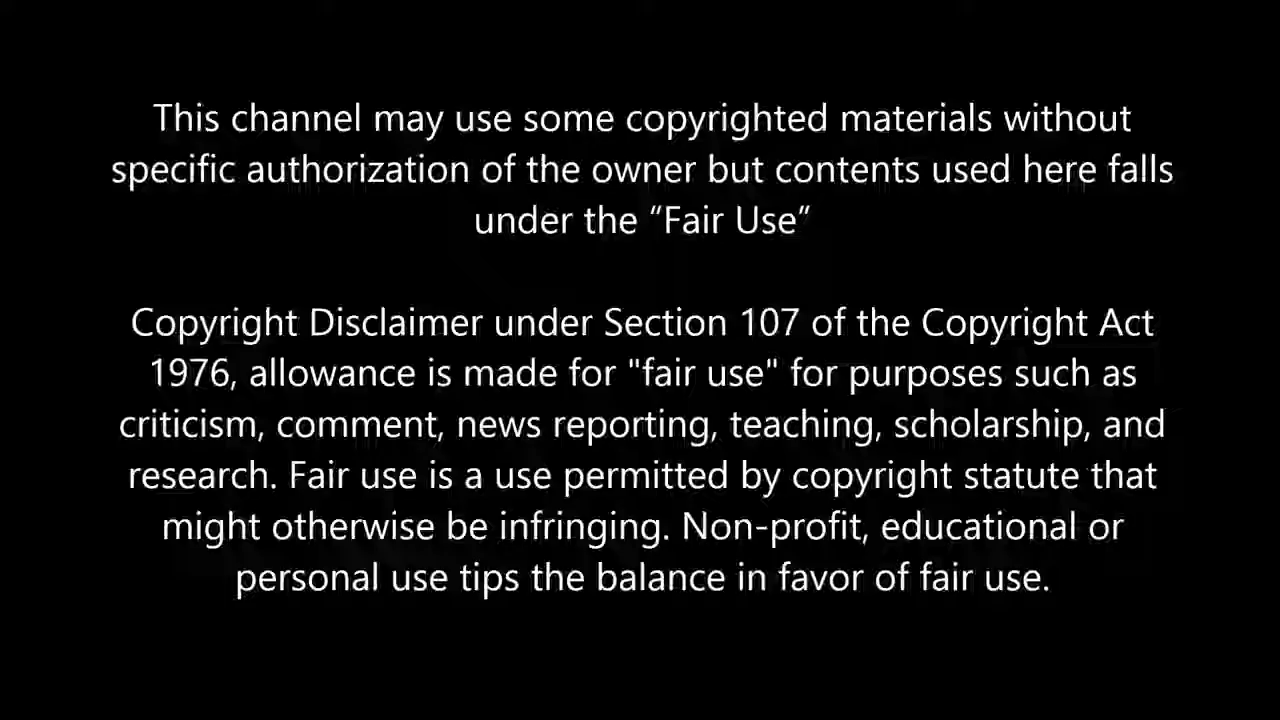 This channel may use some copyrighted materials without
specific authorization of the owner but contents used here falls
under the “Fair Use”
Copyright Disclaimer under Section 107 of the Copyright Act
1976, allowance is made for "fair use" for purposes such as
criticism, comment, news reporting, teaching, scholarship, and
research. Fair use is a use permitted by copyright statute that
might otherwise be infringing. Non-profit, educational or
personal use tips the balance in favor of fair use.